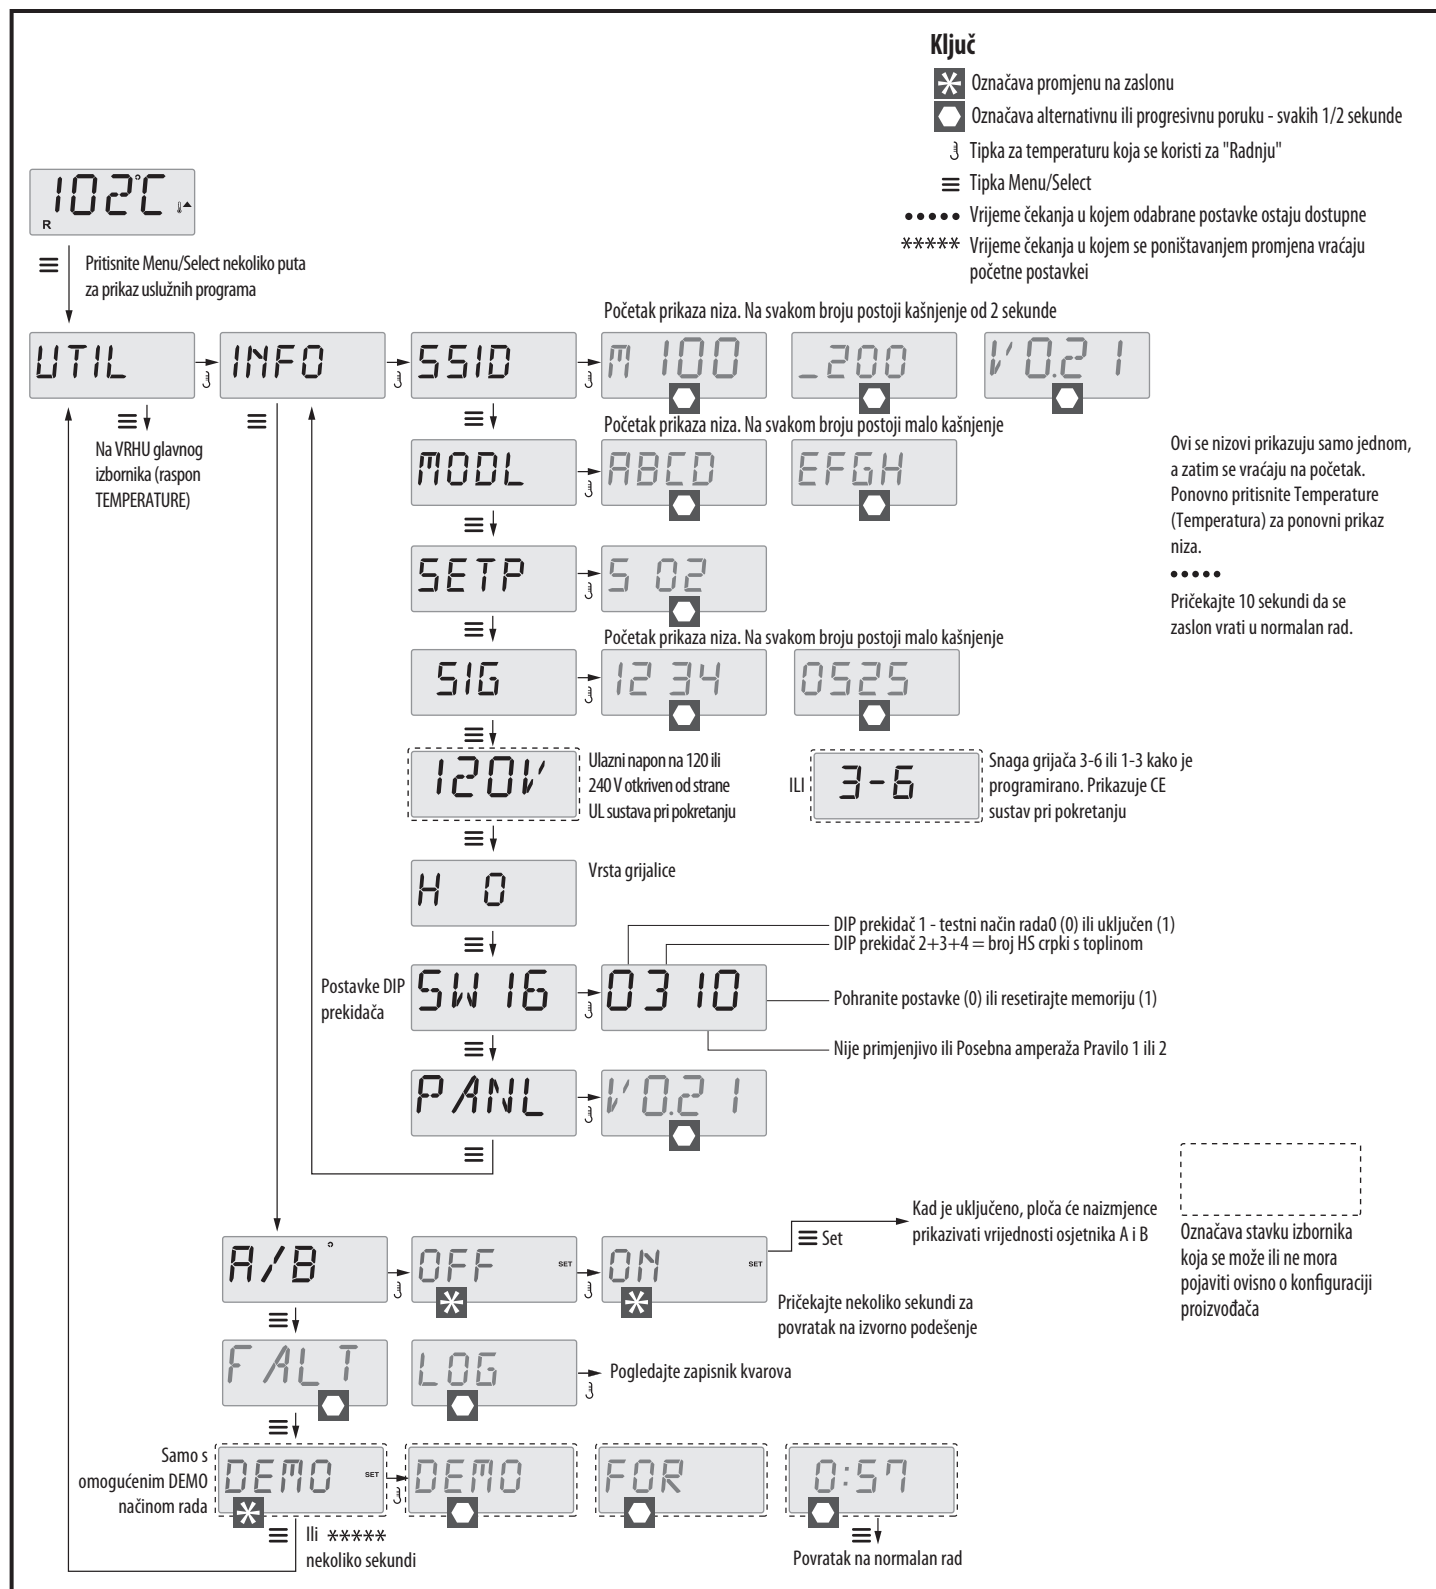 Ključ
Označava promjenu na zaslonu
Označava alternativnu ili progresivnu poruku - svakih 1/2 sekunde
Tipka za temperaturu koja se koristi za "Radnju"
Tipka Menu/Select
Vrijeme čekanja u kojem odabrane postavke ostaju dostupne
***** Vrijeme čekanja u kojem se poništavanjem promjena vraćaju
početne postavkei
102°C
R
Pritisnite Menu/Select nekoliko puta
za prikaz uslužnih programa
Početak prikaza niza. Na svakom broju postoji kašnjenje od 2 sekunde
UTIL
INFO
SSID
M 100
_200
V 0.21
Na VRHU glavnog
izbornika (raspon
TEMPERATURE)
Početak prikaza niza. Na svakom broju postoji malo kašnjenje
MODL
ABCD
EFGH
Ovi se nizovi prikazuju samo jednom,
a zatim se vraćaju na početak.
Ponovno pritisnite Temperature
(Temperatura) za ponovni prikaz
niza.
Pričekajte 10 sekundi da se
zaslon vrati u normalan rad.
SETP
S 02
Početak prikaza niza. Na svakom broju postoji malo kašnjenje
SIG
1234
0525
120V
Ulazni napon na 120 ili
240 V otkriven od strane
UL sustava pri pokretanju
ILI
3-6
Snaga grijača 3-6 ili 1-3 kako je
programirano. Prikazuje CE
sustav pri pokretanju
H 0
Vrsta grijalice
DIP prekidač 1 - testni način rada0 (0) ili uključen (1)
DIP prekidač 2+3+4 = broj HS crpki s toplinom
Postavke DIP
prekidača
SW 16
0310
Pohranite postavke (0) ili resetirajte memoriju (1)
Nije primjenjivo ili Posebna amperaža Pravilo 1 ili 2
PANL
V 0.21
A/B°
OFF SET
ON SET
Set
Kad je uključeno, ploča će naizmjence
prikazivati vrijednosti osjetnika A i B
Pričekajte nekoliko sekundi za
povratak na izvorno podešenje
Označava stavku izbornika
koja se može ili ne mora
pojaviti ovisno o konfiguraciji
proizvođača
FALT
LOG
Pogledajte zapisnik kvarova
Samo s
omogućenim DEMO
načinom rada
DEMO SET
DEMO
FOR
0:57
Ili *****
nekoliko sekundi
Povratak na normalan rad